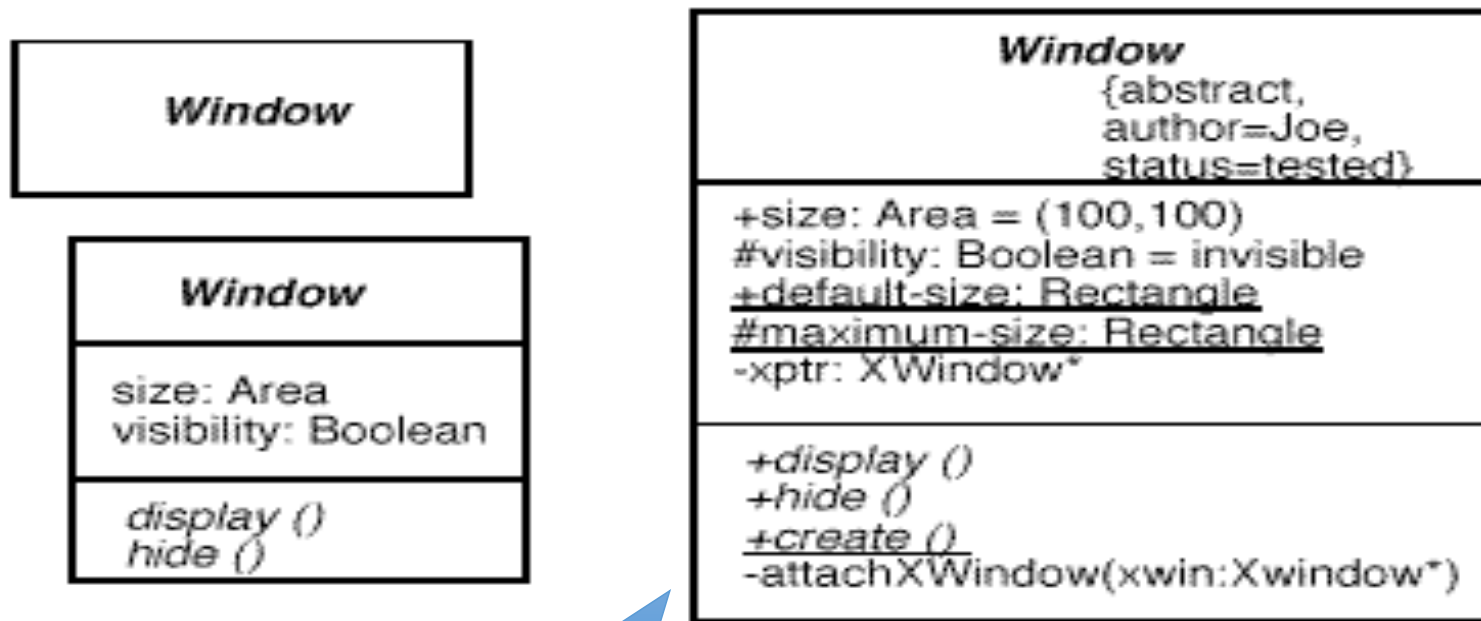 Window
Window
size: Area
visibility: Boolean
display ()
hide ()
Window
{abstract,
author=Joe,
status=tested}
+size: Area = (100,100)
#visibility: Boolean = invisible
+default-size: Rectangle
#maximum-size: Rectangle
-xptr: XWindow*
+display ()
+hide ()
+create ()
-attachXWindow(xwin:Xwindow*)